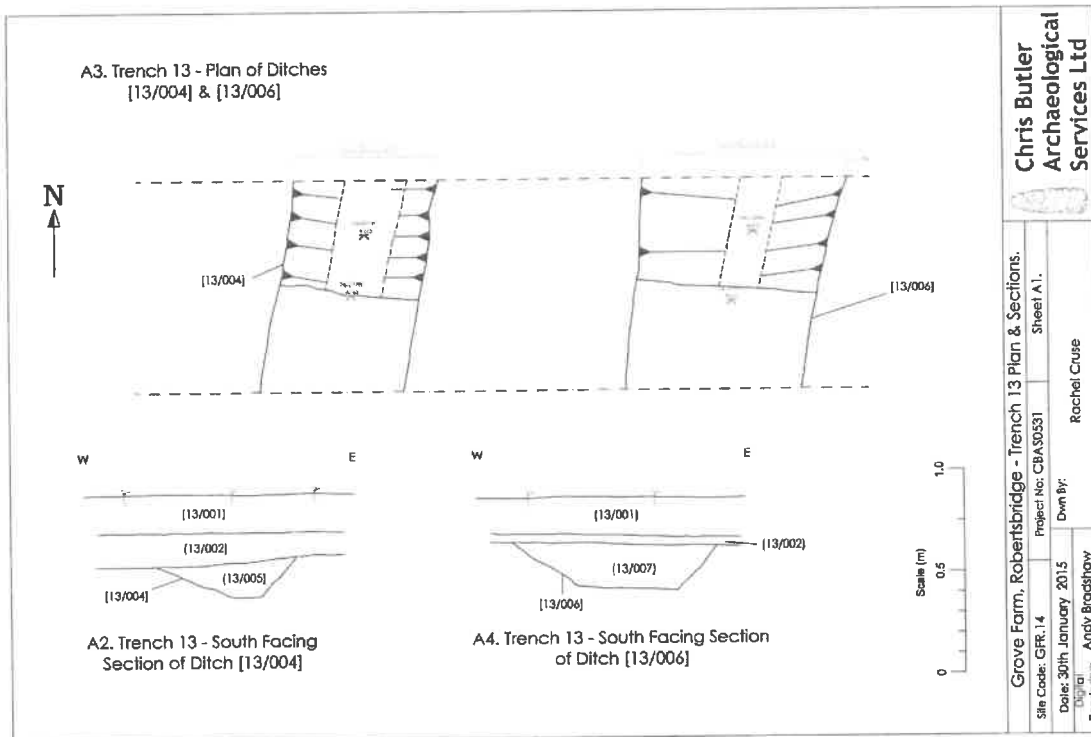 A3. Trench 13 - Plan of Ditches
[13/004] & [13/006]
N
[13/004]
[13/006]
W
E
(13/001)
(13/002)
(13/005)
[13/004]
A2. Trench 13 - South Facing
Section of Ditch [13/004]
W
E
(13/001)
(13/002)
(13/007)
[13/006]
A4. Trench 13 - South Facing Section
of Ditch [13/006]
1.0
0.5
0
Scale (m)
Chris Butler
Archaeological
Services Ltd
Grove Farm, Robertsbridge - Trench 13 Plan & Sections.
Site Code: GFR.14
Project No: CBAS0531
Sheet A1.
Date: 30th January 2015
Dwn By:
Rachel Cruse
Digital
Andy Bradshaw